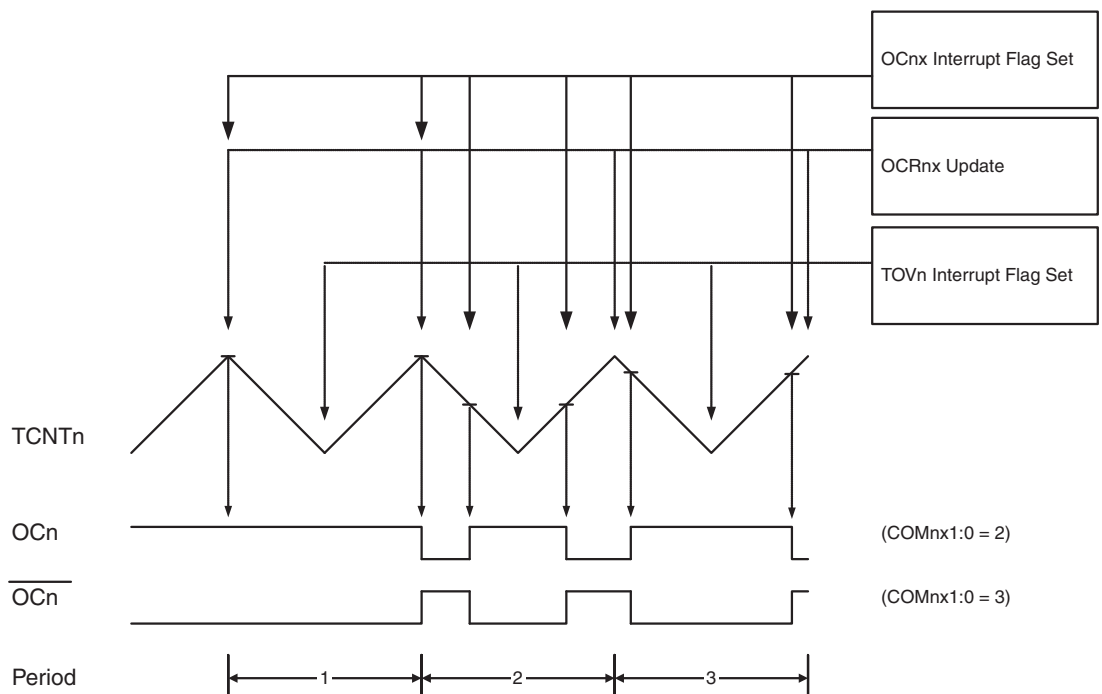 OCnx Interrupt Flag Set
OCRnx Update
TOVn Interrupt Flag Set
TCNTn
OCn
(COMnx1:0 = 2)
OCn
(COMnx1:0 = 3)
Period
1
2
3